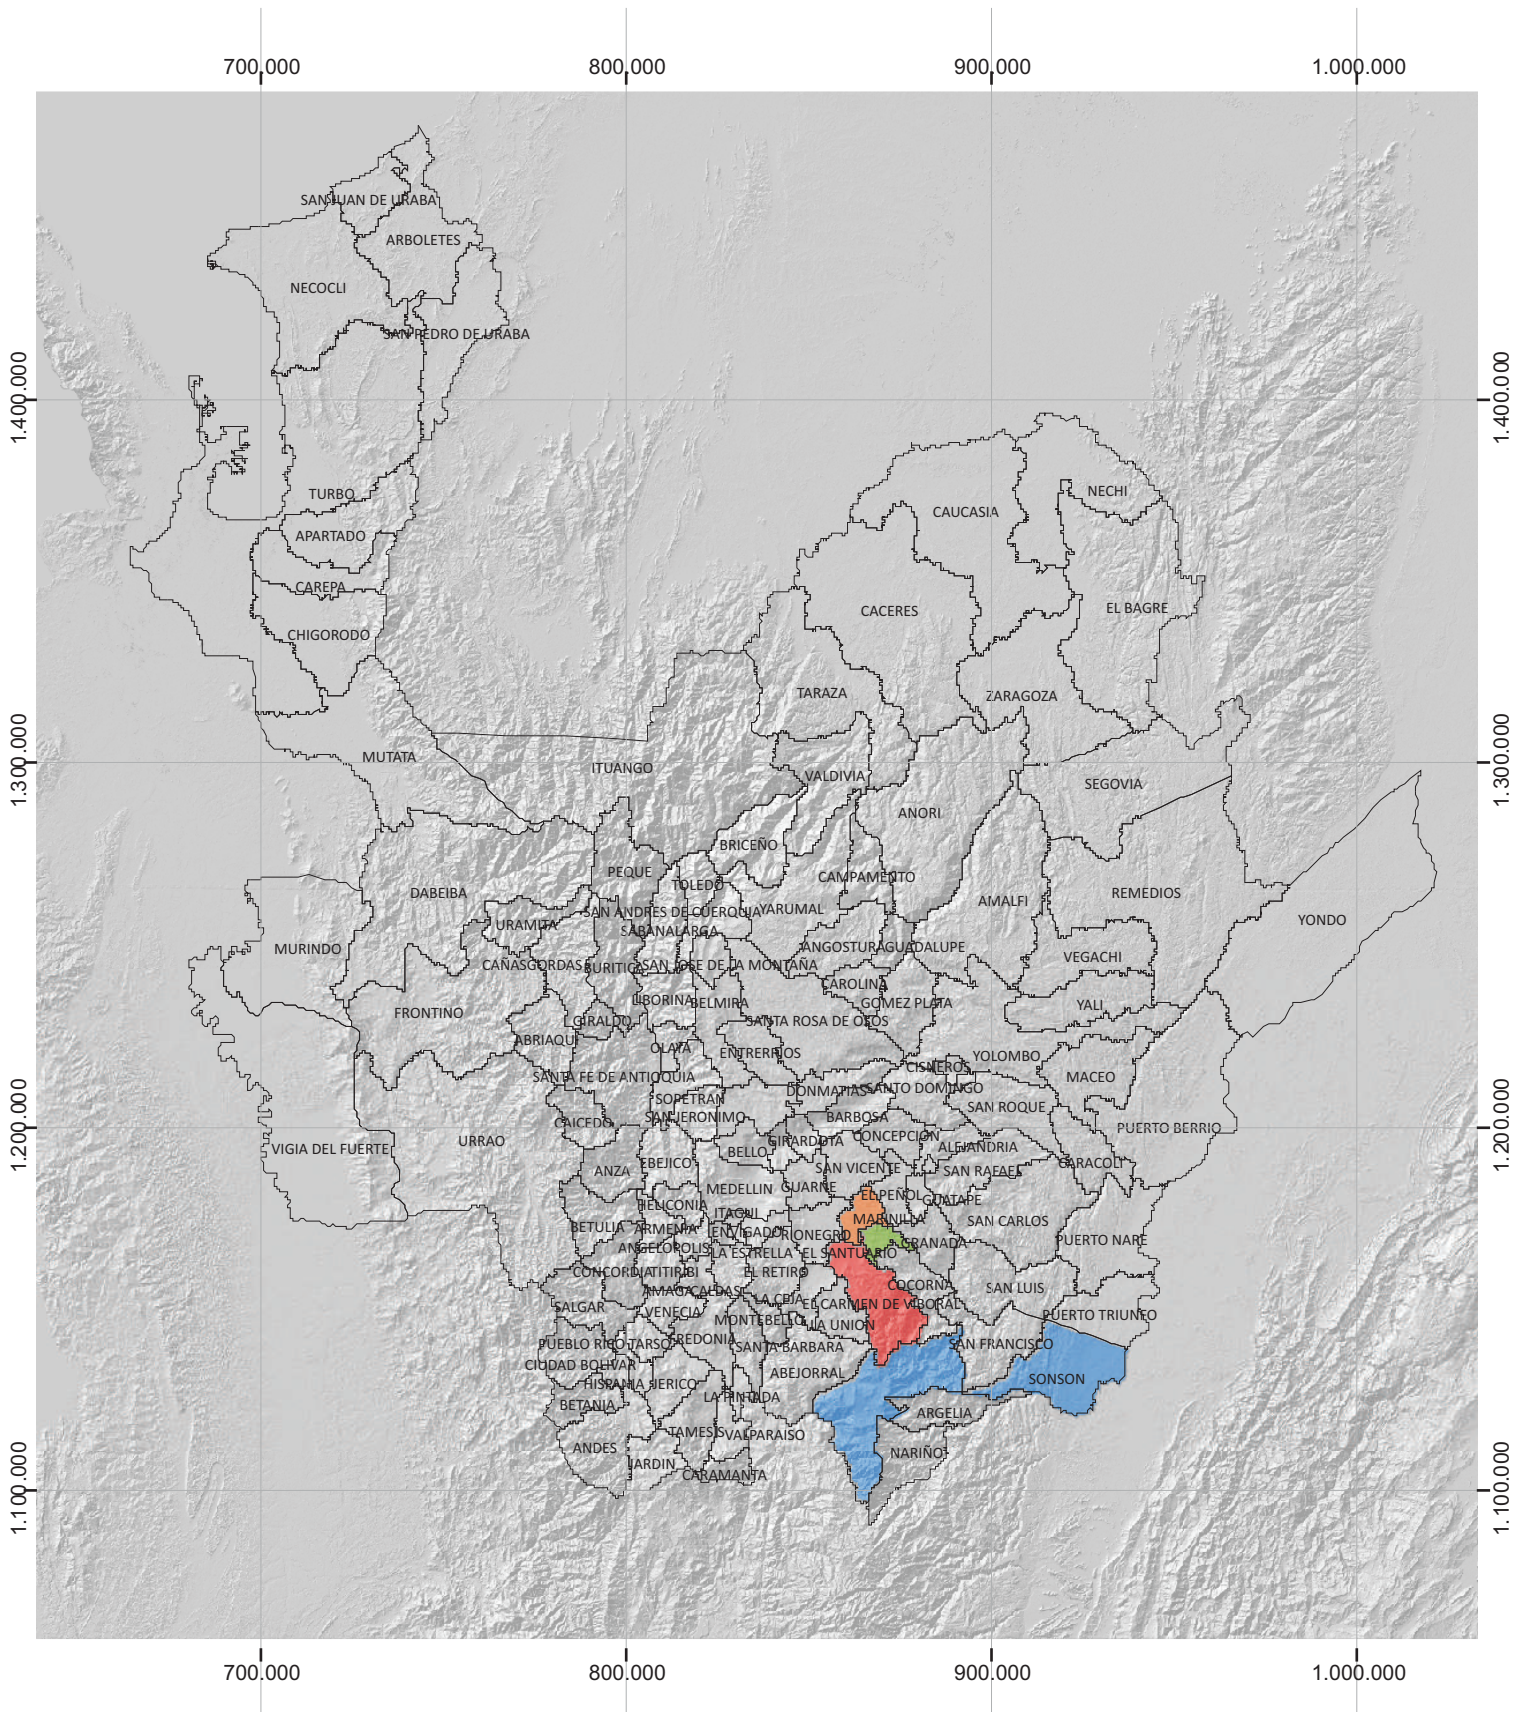 700.000 800.000 900.000 1.000.000
SAN JUAN DE URABA
ARBOLETES
NECOCLI
SAN PEDRO DE URABA
1.400.000 1.400.000
TURBO
NECHI
CAUCASIA
APARTADO
CAREPA
CACERES
EL BAGRE
CHIGORODO
TARAZA
ZARAGOZA
MUTATA
1.300.000 1.300.000
ITUANGO
VALDIVIA
SEGOVIA
ANORI
BRICEÑO
PEQUE
CAMPAMENTO
TOLEDO
DABEIBA
REMEDIOS
AMALFI
SAN ANDRES DE CUERQUIA
YARUMAL
YONDO
URAMITA
SABANALARGA
MURINDO
ANGOSTURA
GUADALUPE
VEGACHI
CAÑASGORDAS
BURITICA
SAN JOSE DE LA MONTAÑA
CAROLINA
LIBORINA
BELMIRA
GOMEZ PLATA
YALI
FRONTINO
GIRALDO
SANTA ROSA DE OSOS
ABRIAQUI
OLAYA
ENTRERRIOS
YOLOMBO
CISNEROS
SANTA FE DE ANTIOQUIA
MACEO
DONMATIAS
SANTO DOMINGO
SOPETRAN
SAN ROQUE
SAN JERONIMO
BARBOSA
CAICEDO
PUERTO BERRIO
1.200.000 1.200.000
VIGIA DEL FUERTE
URRAO
GIRARDOTA
CONCEPCION
ALEJANDRIA
BELLO
EBEJICO
CARACOLI
ANZA
SAN VICENTE
SAN RAFAEL
MEDELLIN
GUARNE
EL PEÑOL
GUATAPE
HELICONIA
ITAGUI
MARINILLA
SAN CARLOS
BETULIA
ARMENIA
ENVIGADO
RIONEGRO
PUERTO NARE
ANGELOPOLIS
LA ESTRELLA
EL SANTUARIO
GRANADA
CONCORDIA
TITIRIBI
EL RETIRO
COCORNA
SAN LUIS
AMAGA
CALDAS
LA CEJA
EL CARMEN DE VIBORAL
SALGAR
VENECIA
PUERTO TRIUNFO
MONTEBELLO
LA UNION
PUEBLO RICO
TARSO
FREDONIA
SANTA BARBARA
SAN FRANCISCO
CIUDAD BOLIVAR
ABEJORRAL
SONSON
HISPANIA
JERICO
LA PINTADA
BETANIA
ARGELIA
TAMESIS
VALPARAISO
ANDES
NARIÑO
JARDIN
CARAMANTA
1.100.000 1.100.000
700.000 800.000 900.000 1.000.000